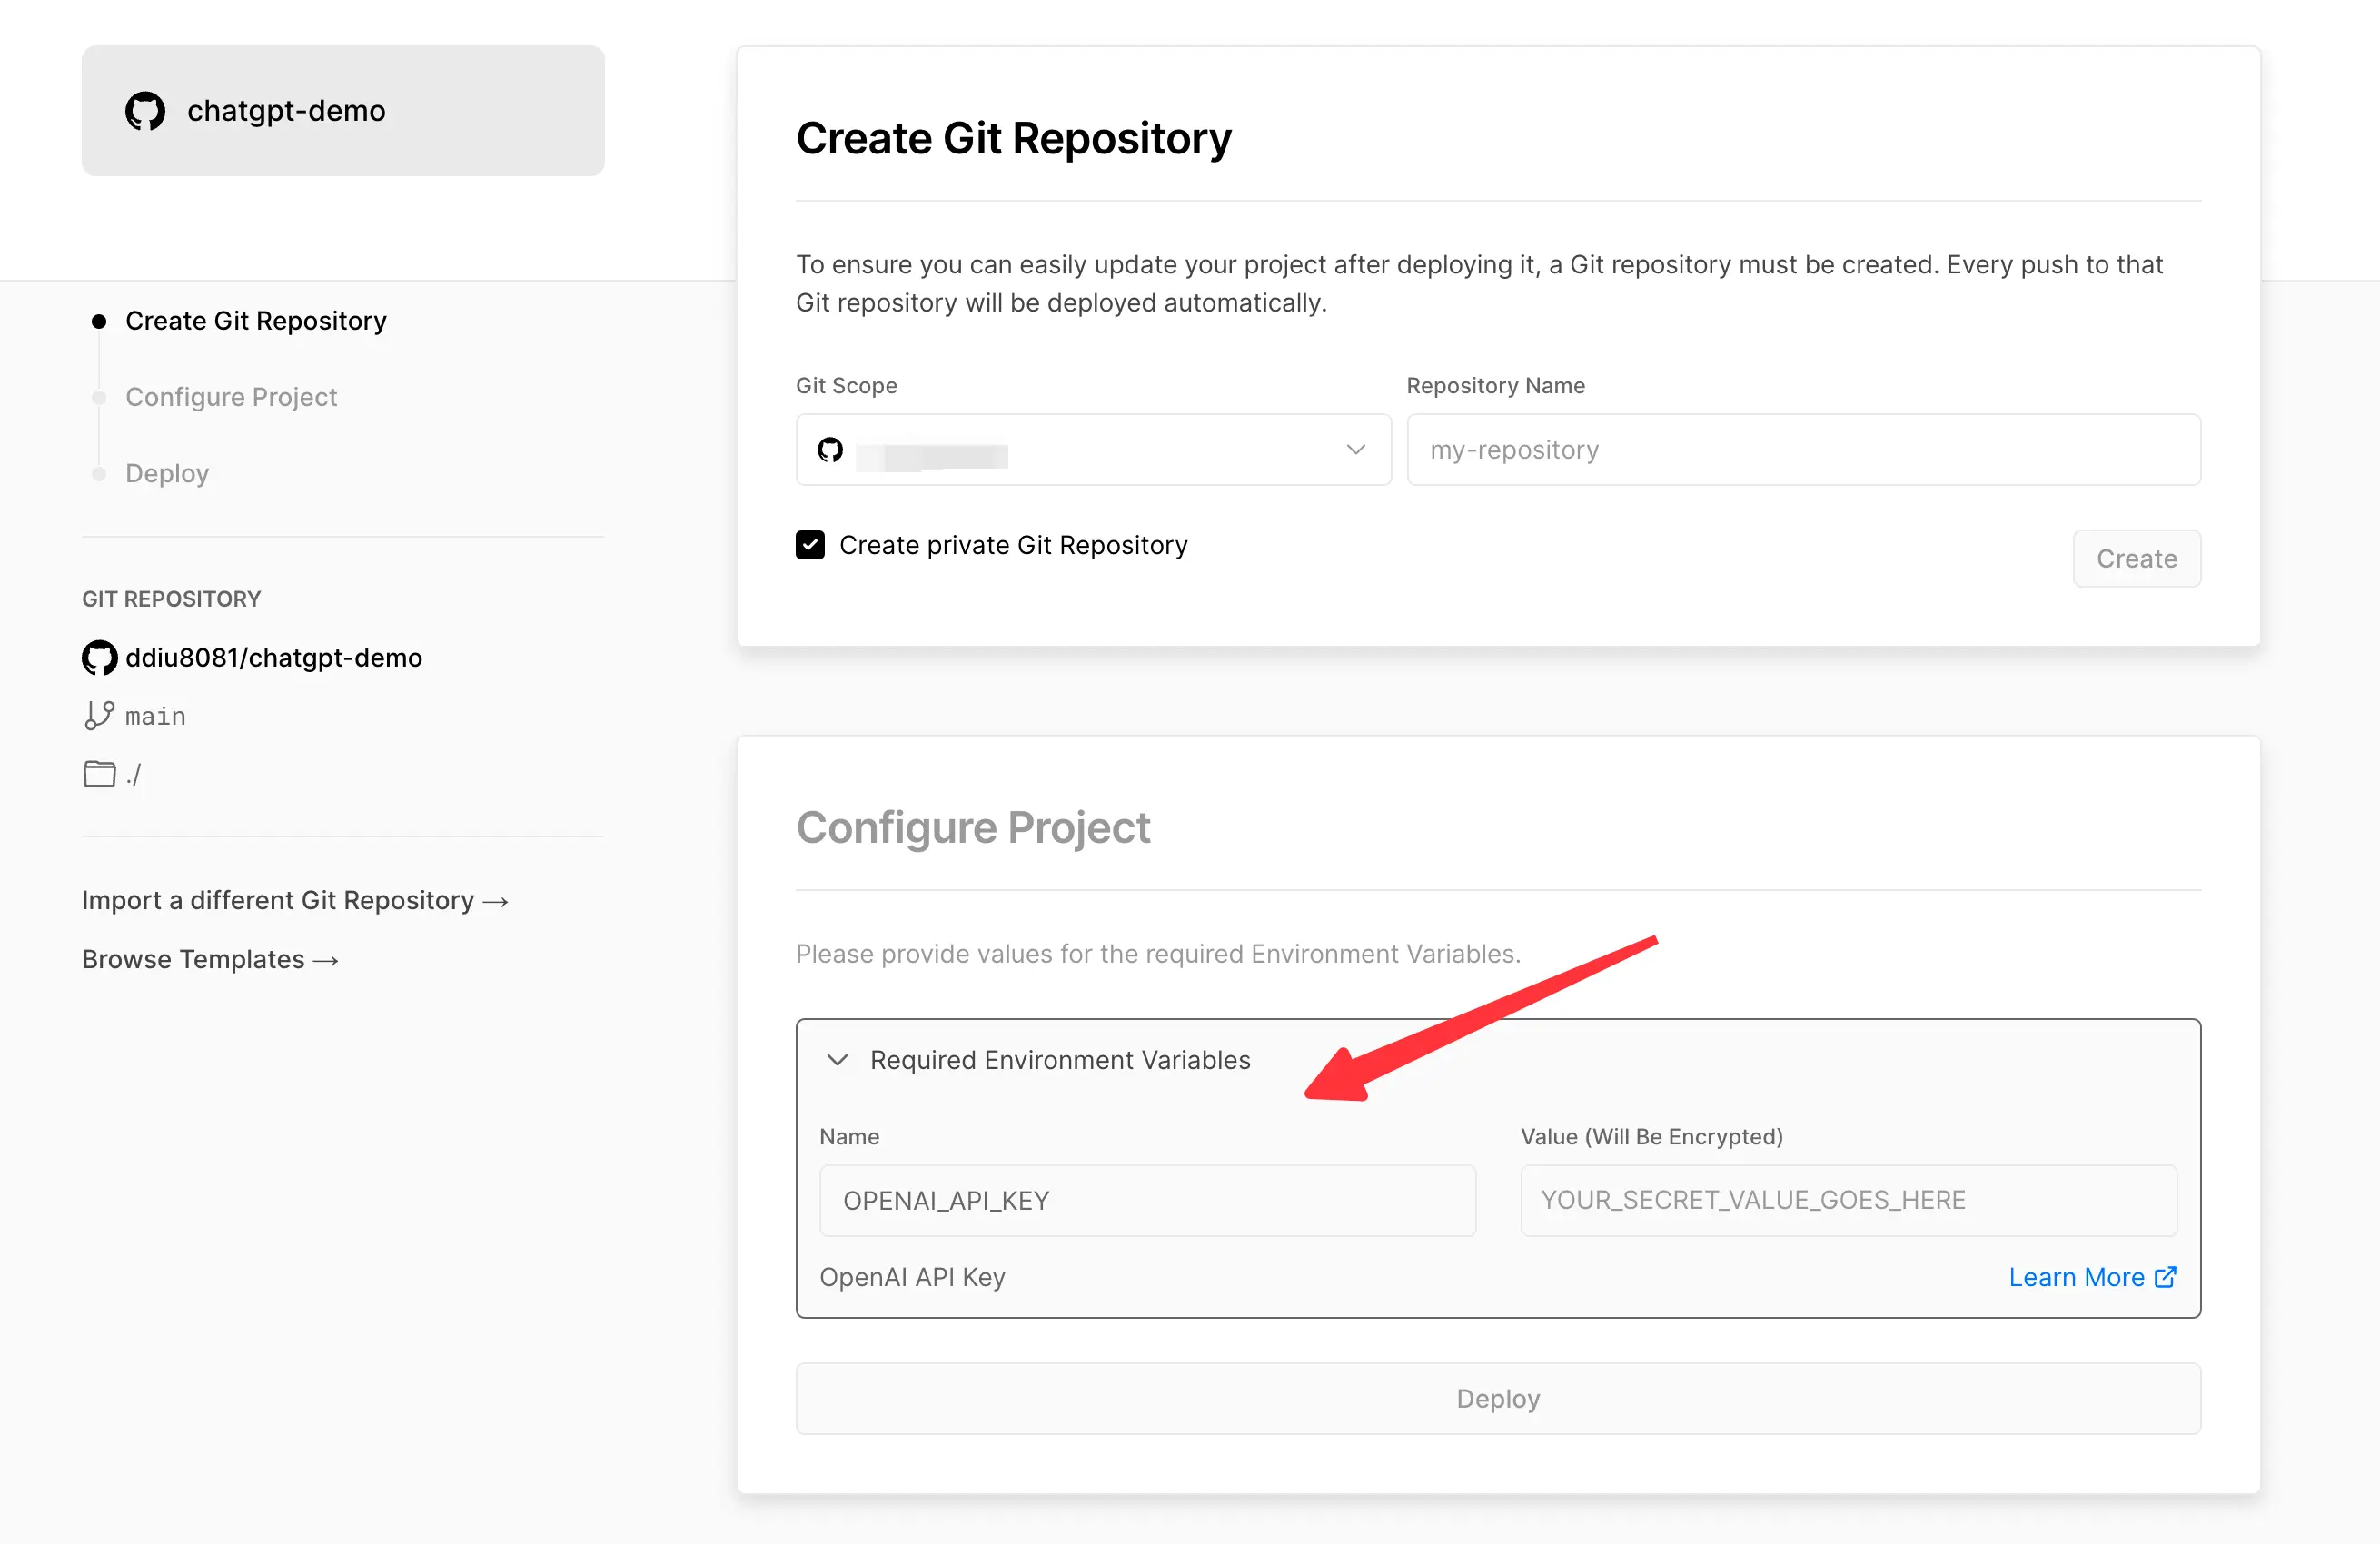 chatgpt-demo
Create Git Repository
Configure Project
Deploy
GIT REPOSITORY
ddiu8081/chatgpt-demo
main
./
Import a different Git Repository →
Browse Templates →
Create Git Repository
To ensure you can easily update your project after deploying it, a Git repository must be created. Every push to that
Git repository will be deployed automatically.
Git Scope
Repository Name
my-repository
Create private Git Repository
Create
Configure Project
Please provide values for the required Environment Variables.
Required Environment Variables
Name
Value (Will Be Encrypted)
OPENAI_API_KEY
YOUR_SECRET_VALUE_GOES_HERE
OpenAI API Key
Learn More
Deploy